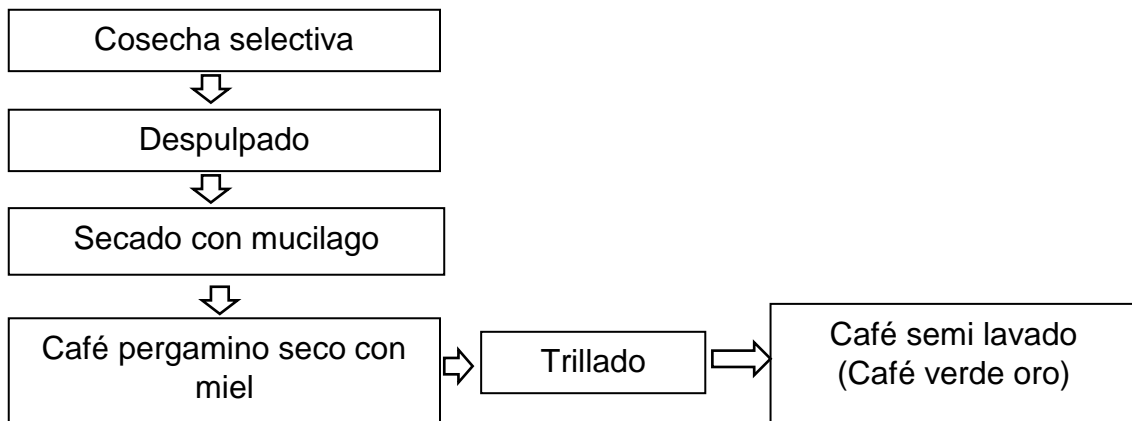 Cosecha selectiva
Despulpado
Secado con mucilago
Café pergamino seco con
miel
Trillado
Café semi lavado
(Café verde oro)